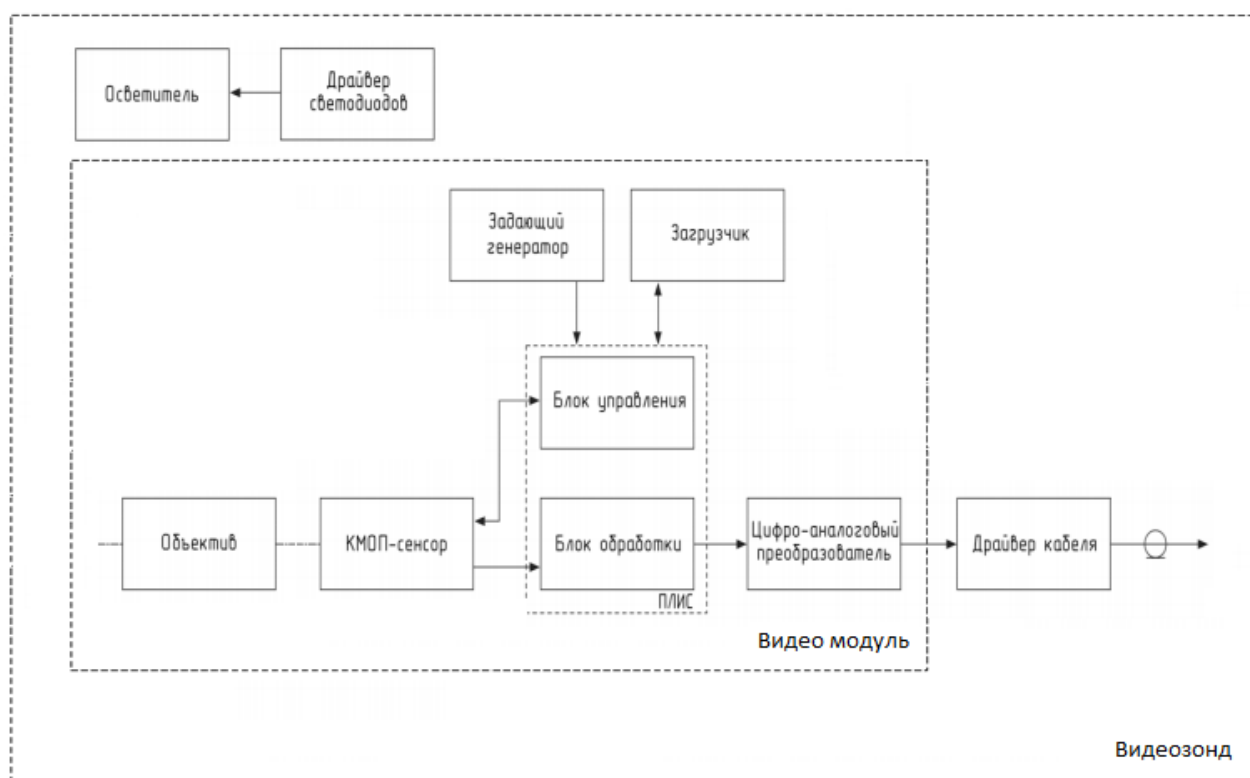 Осветитель
Драйвер
светодиодов
Задающий
генератор
Загрузчик
Блок управления
Объектив
КМОП-сенсор
Блок обработки
Цифро-аналоговый
преобразователь
Драйвер кабеля
ПЛИС
Видео модуль
Видеозонд